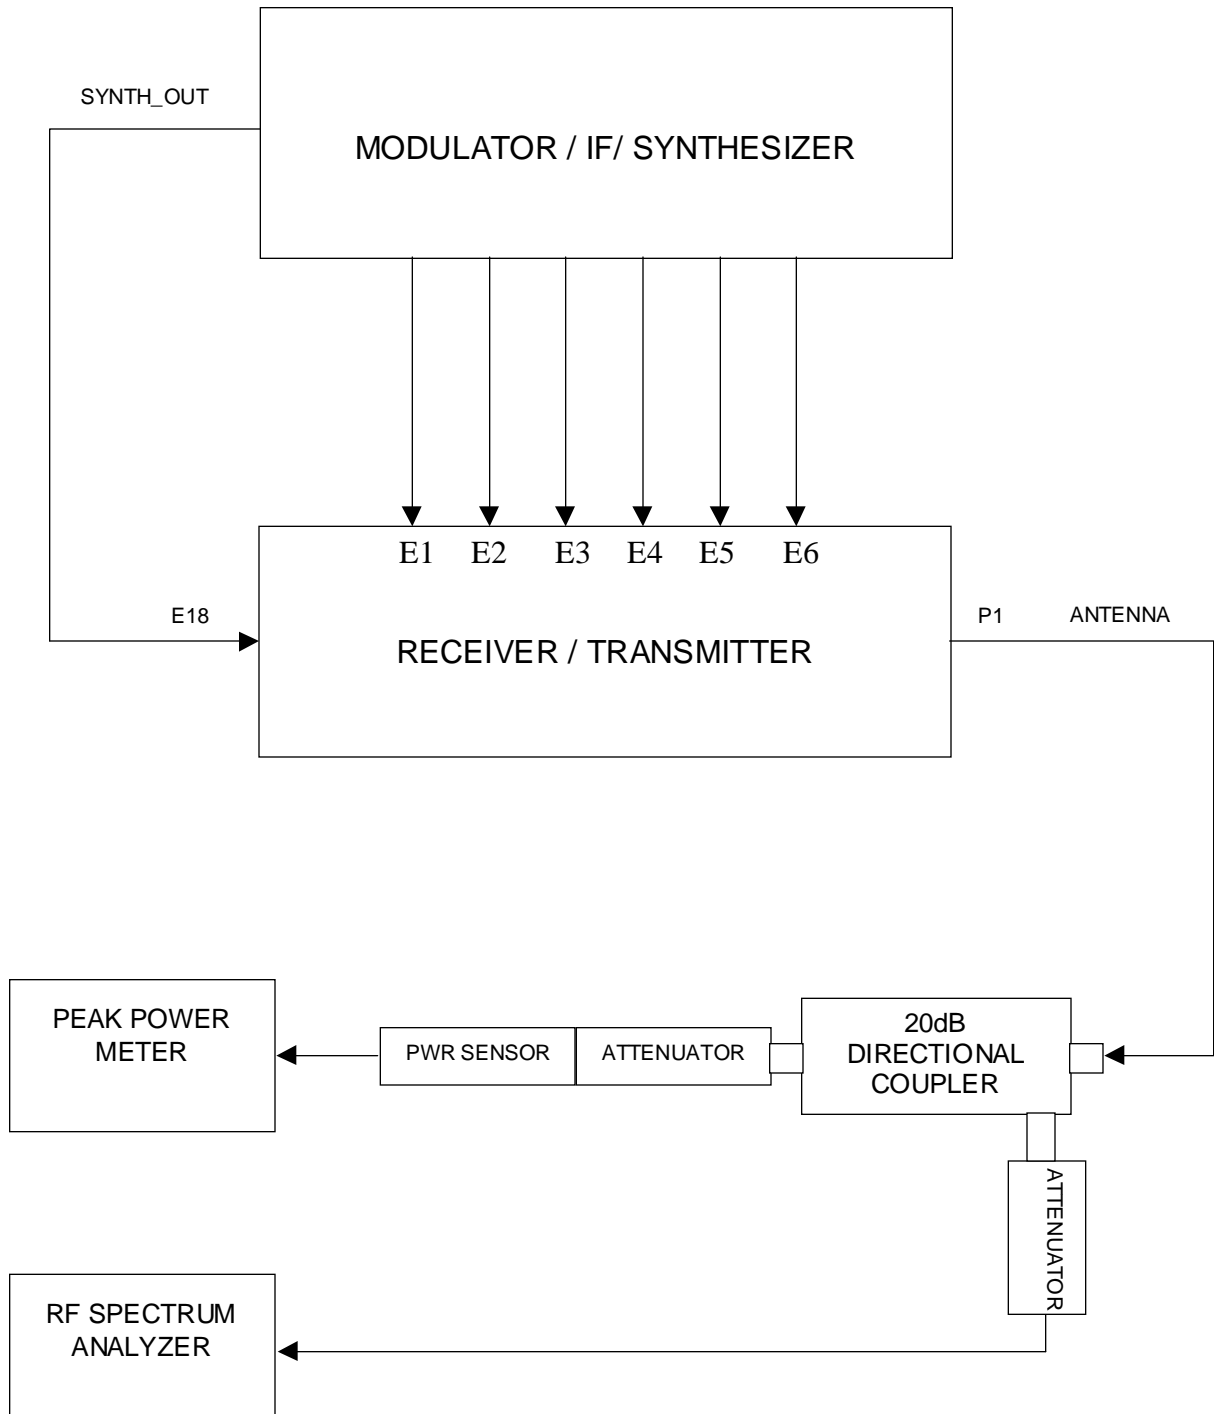 SYNTH_OUT
MODULATOR / IF/ SYNTHESIZER
E1 E2 E3 E4 E5 E6
E18
P1
ANTENNA
RECEIVER / TRANSMITTER
PEAK POWER
METER
PWR SENSOR
ATTENUATOR
20dB
DIRECTIONAL
COUPLER
ATTENUATOR
RF SPECTRUM
ANALYZER